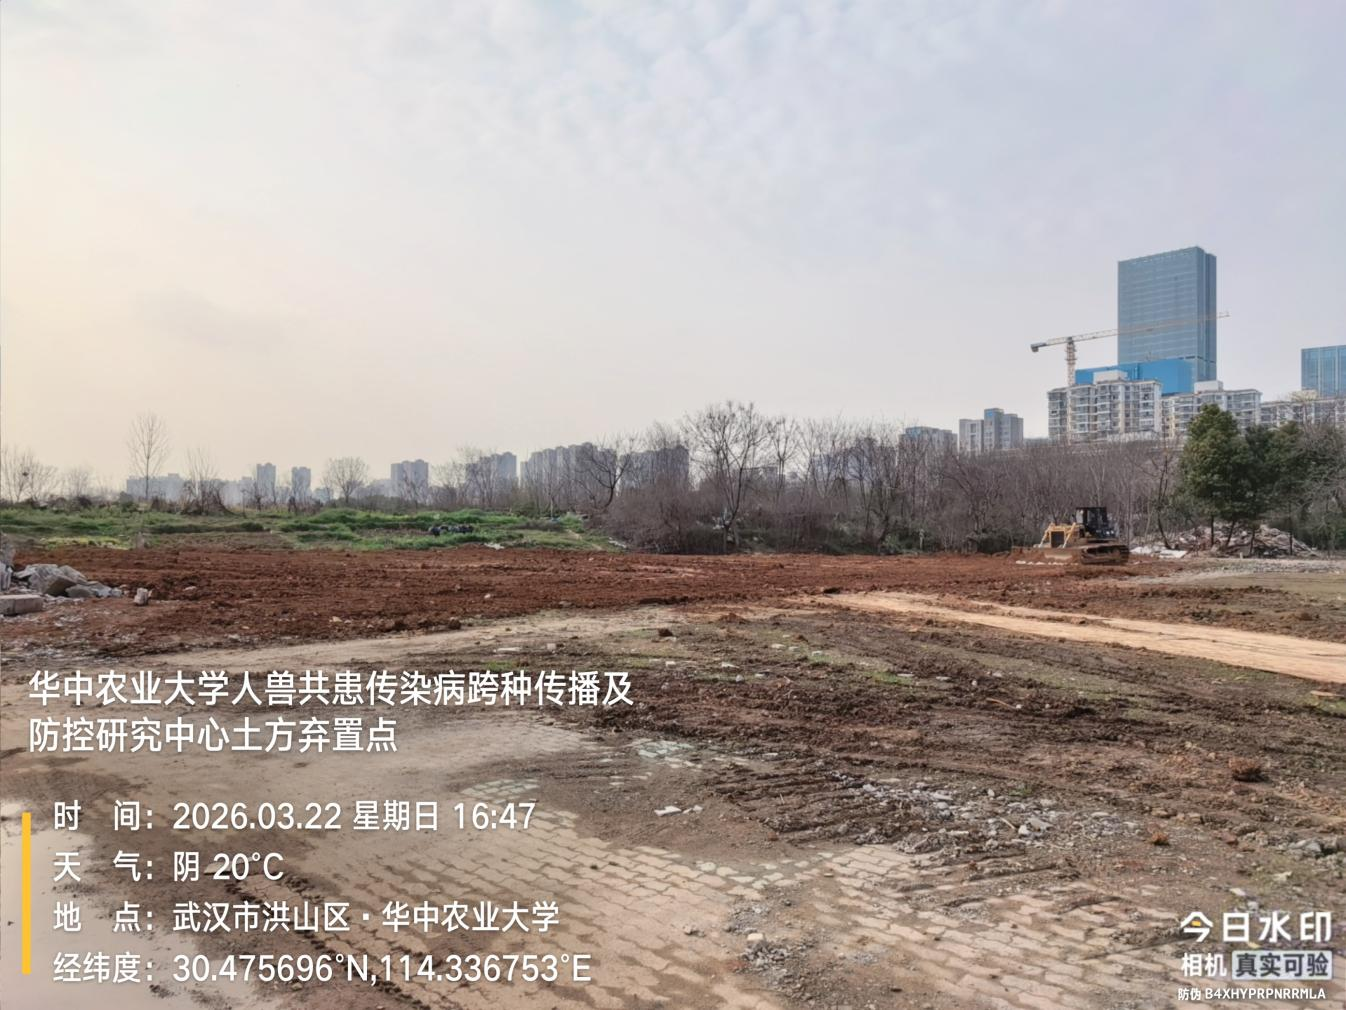 华中农业大学人兽共患传染病跨种传播及
防控研究中心土方弃置点
时 间：2026.03.22 星期日 16:47
天 气：阴 20℃
地 点：武汉市洪山区·华中农业大学
经纬度：30.475696°N,114.336753°E
今日水印
相机 真实可验
防伪 B4XHYPRPNRRMLA